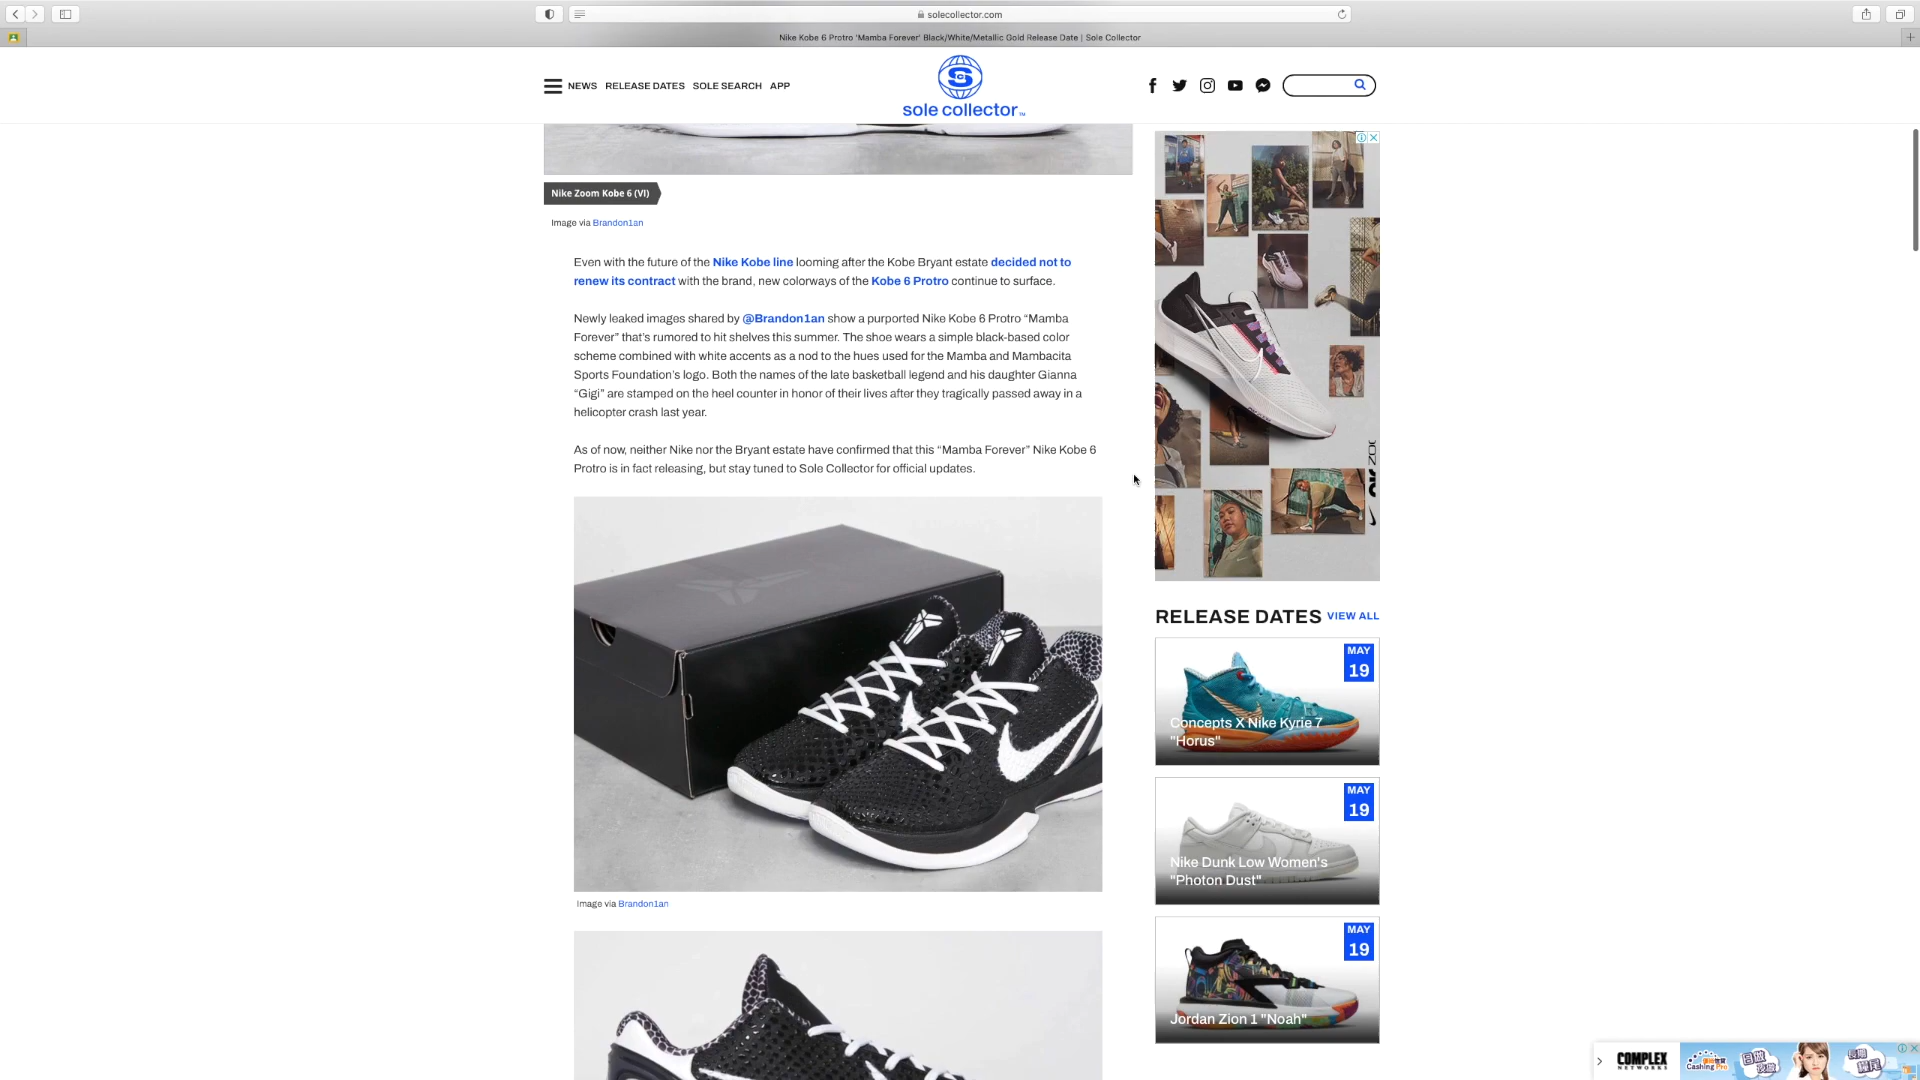 solecollector.com
Nike Kobe 6 Protro 'Mamba Forever' Black/White/Metallic Gold Release Date | Sole Collector
NEWS RELEASE DATES SOLE SEARCH APP
S
sole collector™
Nike Zoom Kobe 6 (VI)
Image via Brandon1an
Even with the future of the Nike Kobe line looming after the Kobe Bryant estate decided not to
renew its contract with the brand, new colorways of the Kobe 6 Protro continue to surface.
Newly leaked images shared by @Brandon1an show a purported Nike Kobe 6 Protro “Mamba
Forever” that’s rumored to hit shelves this summer. The shoe wears a simple black-based color
scheme combined with white accents as a nod to the hues used for the Mamba and Mambacita
Sports Foundation’s logo. Both the names of the late basketball legend and his daughter Gianna
“Gigi” are stamped on the heel counter in honor of their lives after they tragically passed away in a
helicopter crash last year.
As of now, neither Nike nor the Bryant estate have confirmed that this “Mamba Forever” Nike Kobe 6
Protro is in fact releasing, but stay tuned to Sole Collector for official updates.
Image via Brandon1an
RELEASE DATES VIEW ALL
MAY
19
Concepts X Nike Kyrie 7
"Horus"
MAY
19
Nike Dunk Low Women's
"Photon Dust"
MAY
19
Jordan Zion 1 "Noah"
COMPLEX
NETWORKS
Cashing Pro